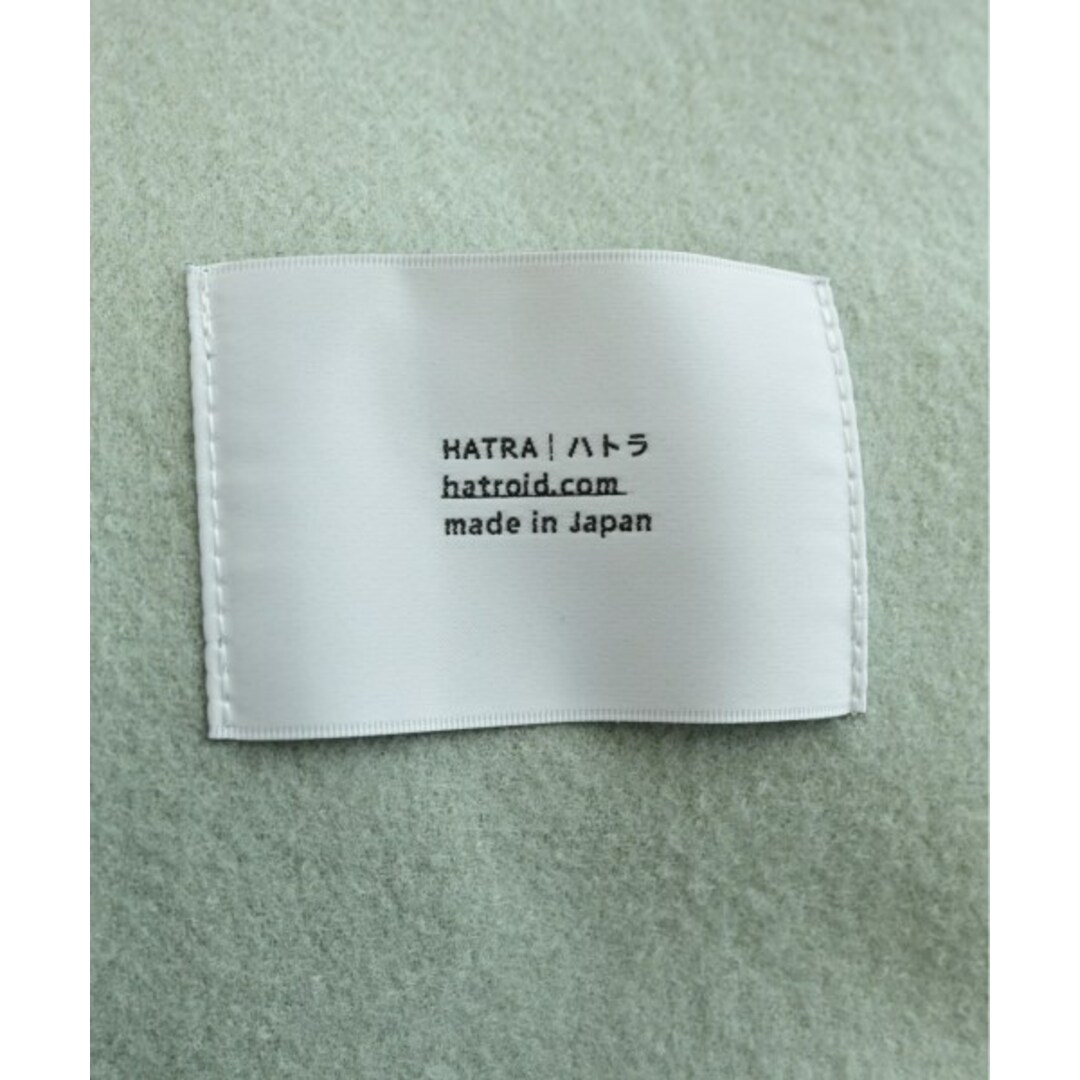 HATRA | ハトラ
hatroid.com
made in Japan